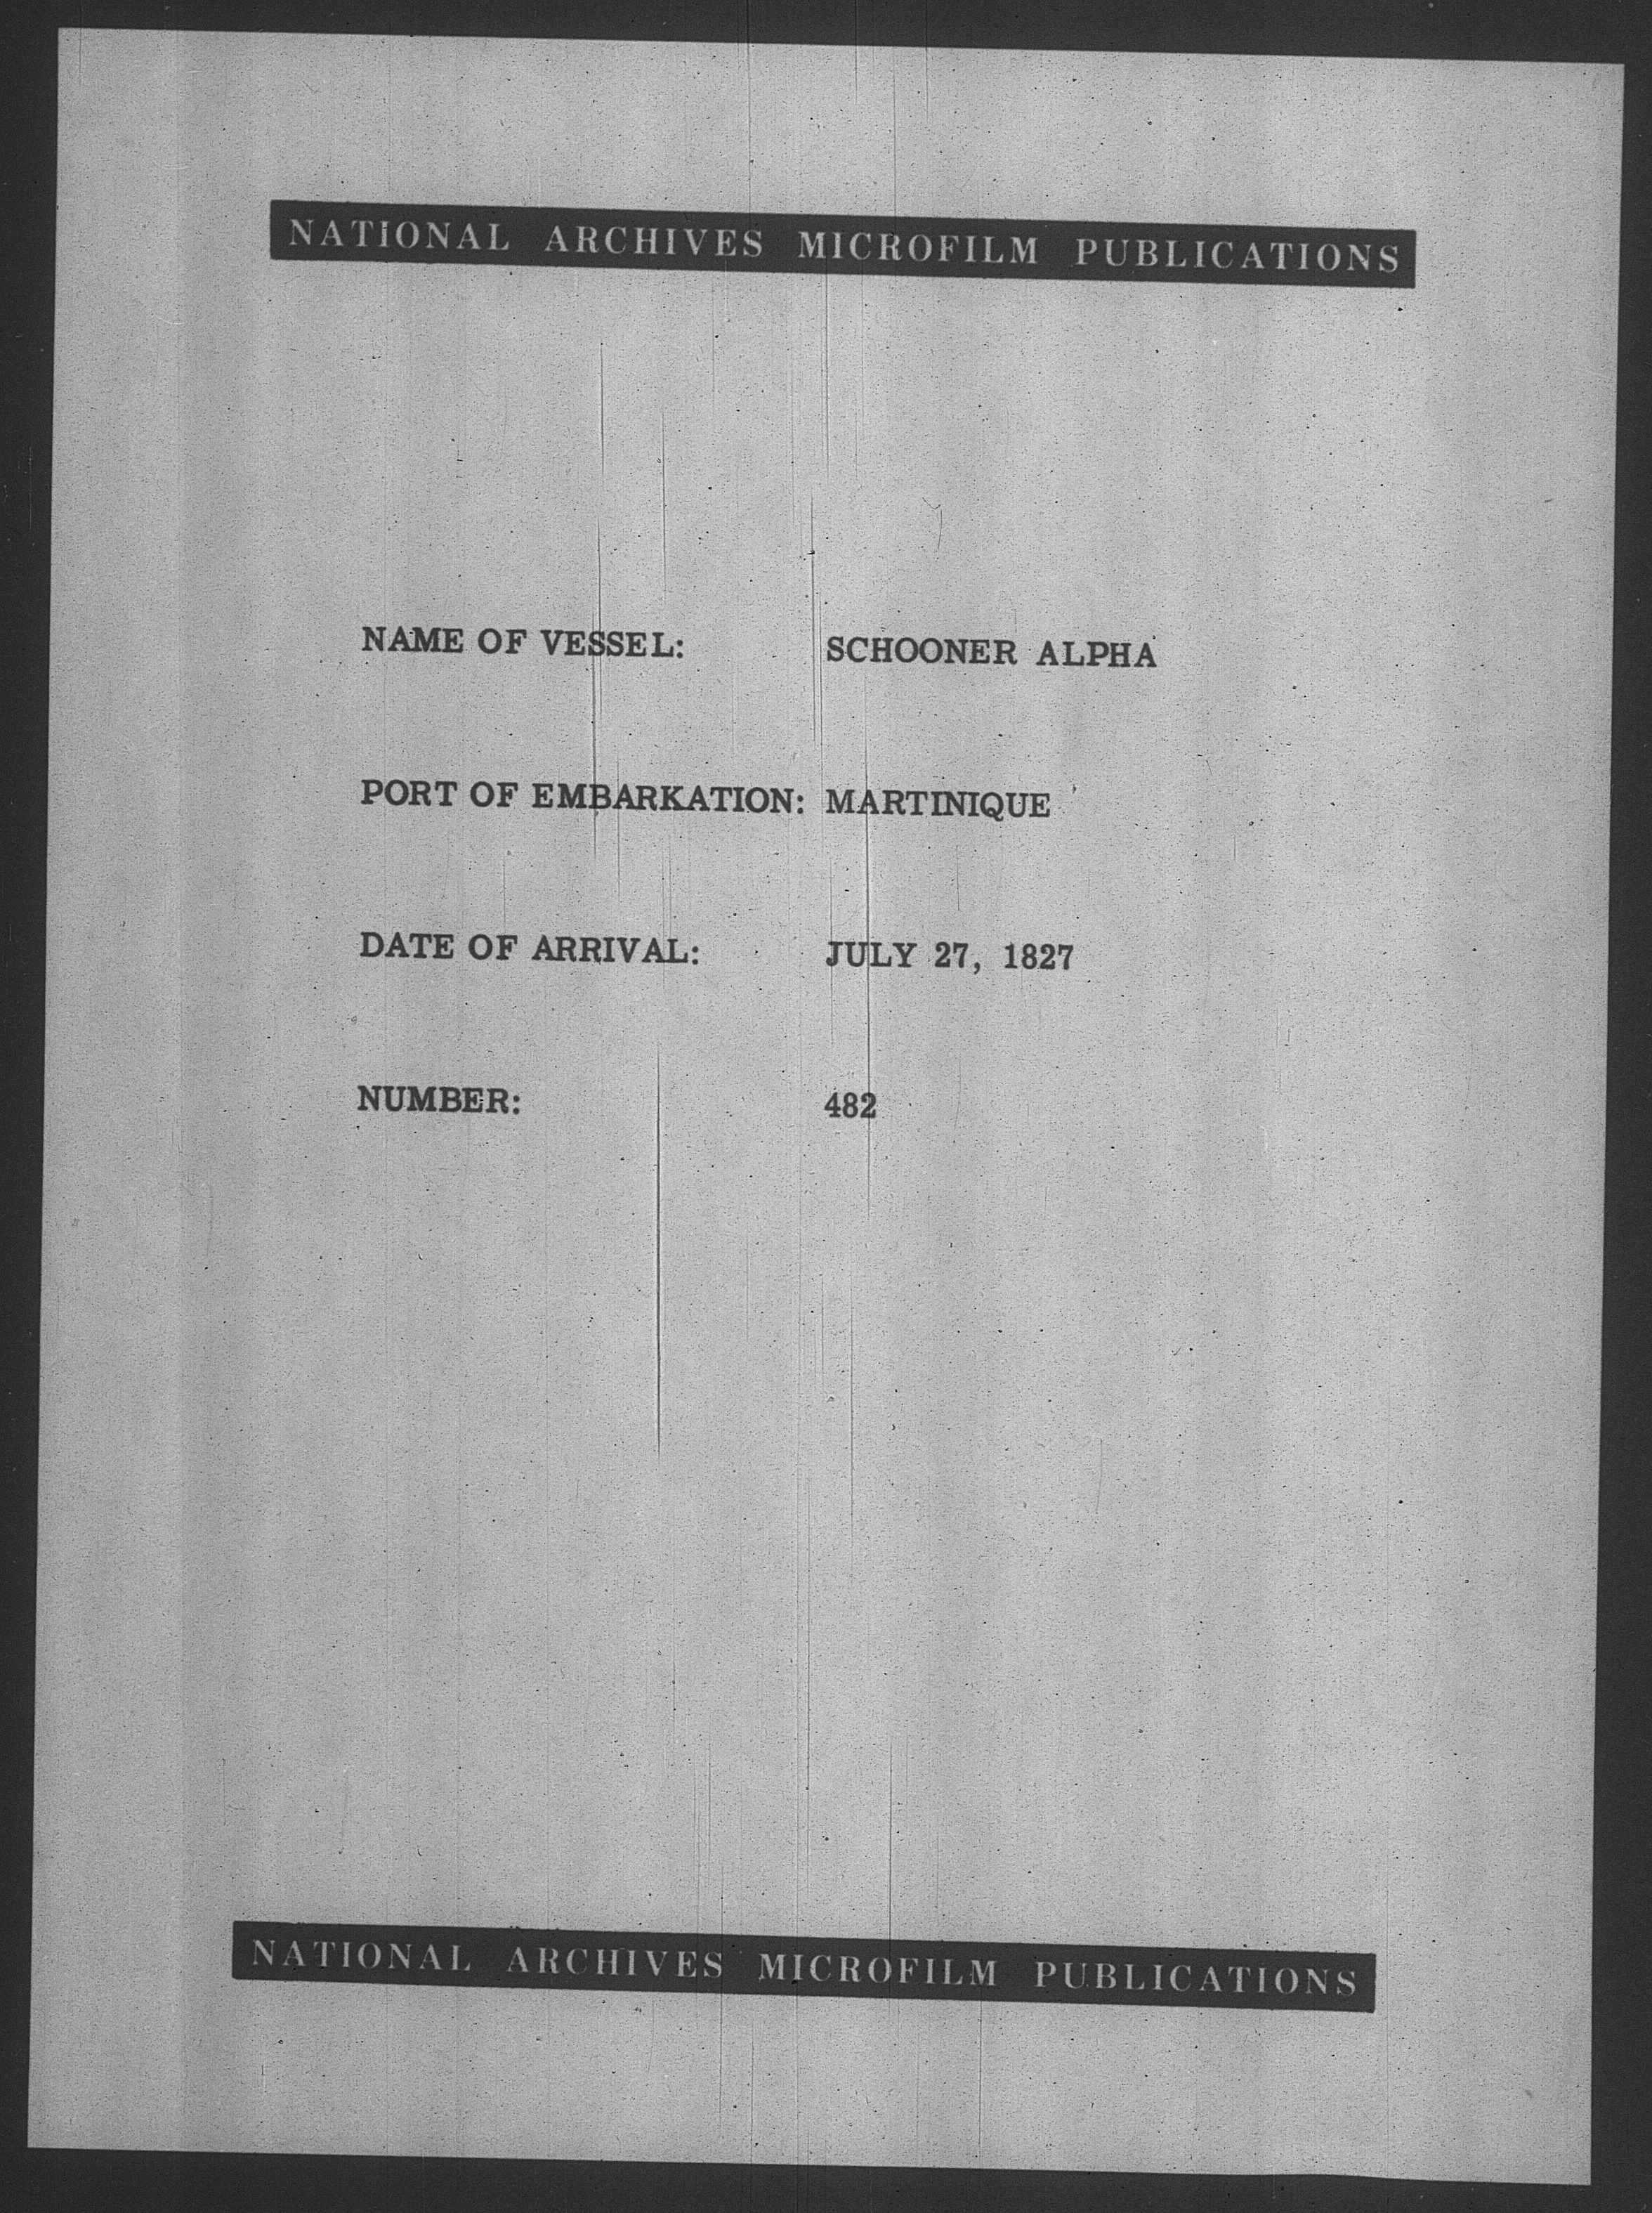 NATIONAL ARCHIVES MICROFILM PUBLICATIONS
NAME OF VESSEL: SCHOONER ALPHA
PORT OF EMBARKATION: MARTINIQUE
DATE OF ARRIVAL: JULY 27, 1827
NUMBER: 482
NATIONAL ARCHIVES MICROFILM PUBLICATIONS